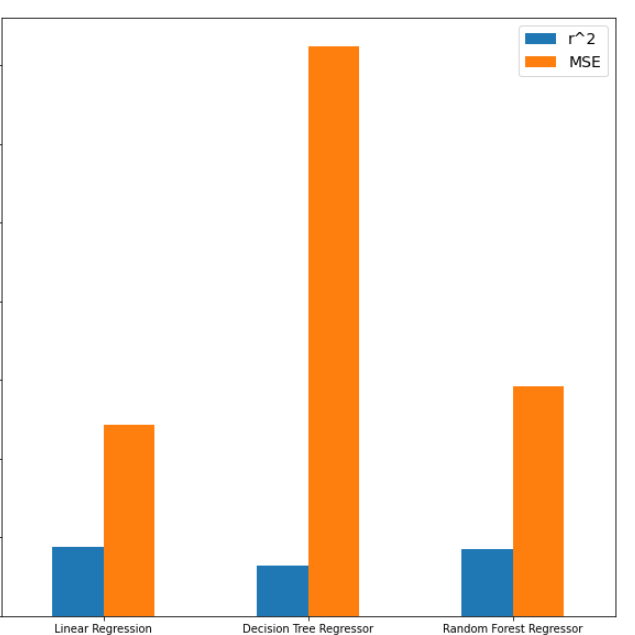 r^2
MSE
Linear Regression
Decision Tree Regressor
Random Forest Regressor